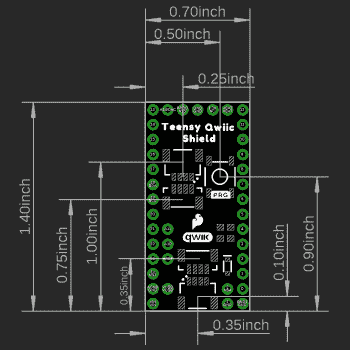 0.70inch
0.50inch
0.25inch
Teensy Qwiic
Shield
PRG
qwiic
1.40inch
0.75inch
1.00inch
0.35inch
0.10inch
0.90inch
0.35inch